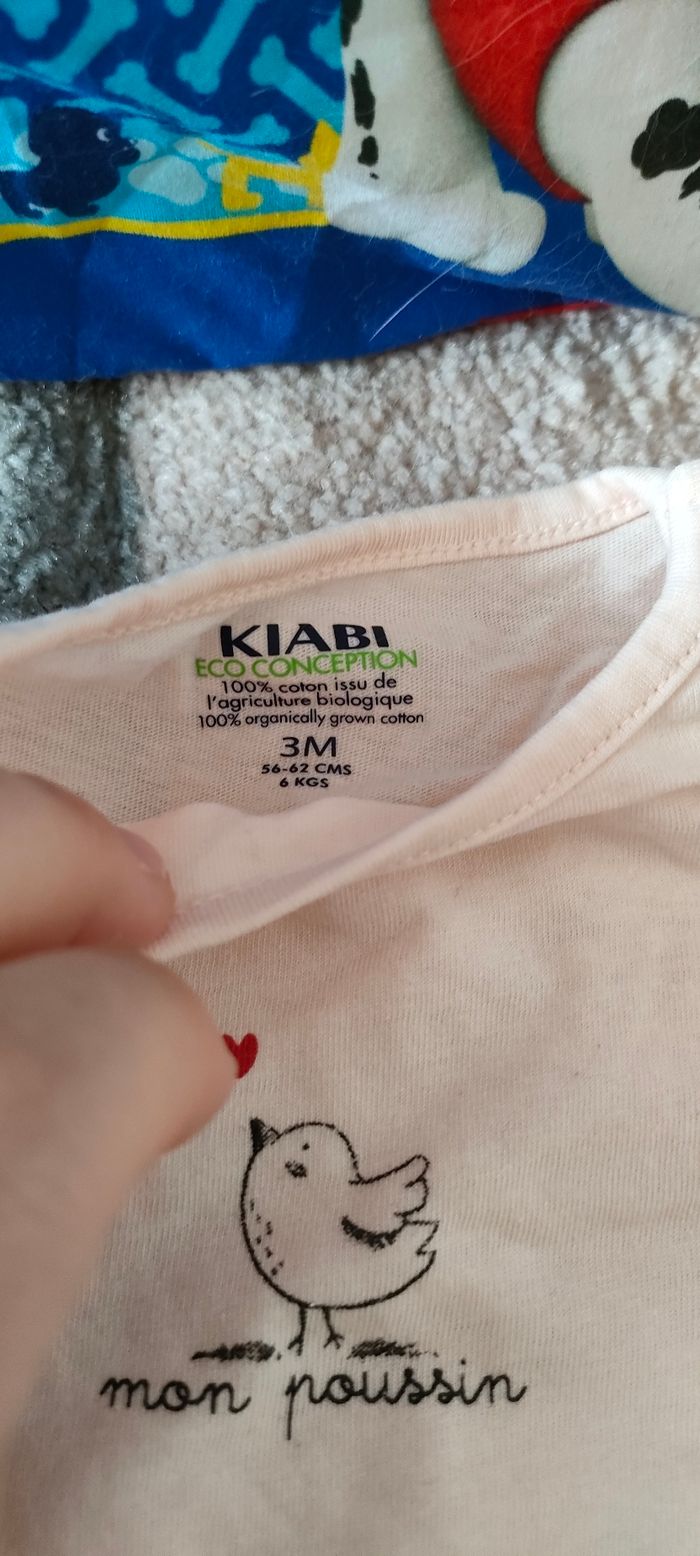 KIABI
ECO CONCEPTION
100% coton issu de
l'agriculture biologique
100% organically grown cotton
3M
56-62 CMS
6 KGS
mon poussin